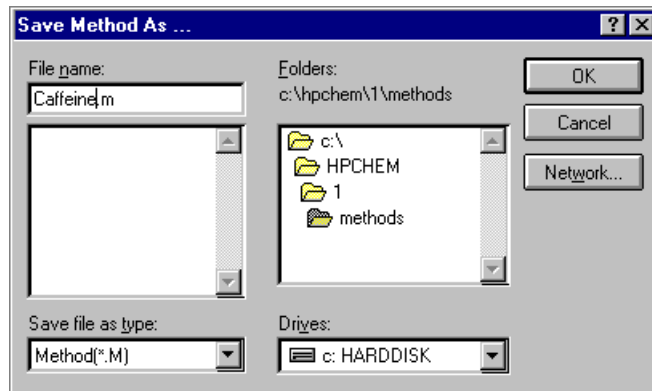 Save Method As ...
File name:
Caffeine.m
Folders:
c:\hpchem\1\methods
OK
Cancel
Network...
c:\
HPCHEM
1
methods
Save file as type:
Method(*.M)
Drives:
c: HARDDISK